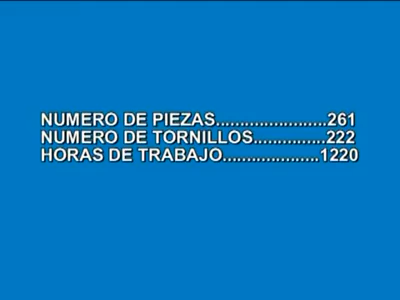 NUMERO DE PIEZAS.......................261
NUMERO DE TORNILLOS...............222
HORAS DE TRABAJO....................1220